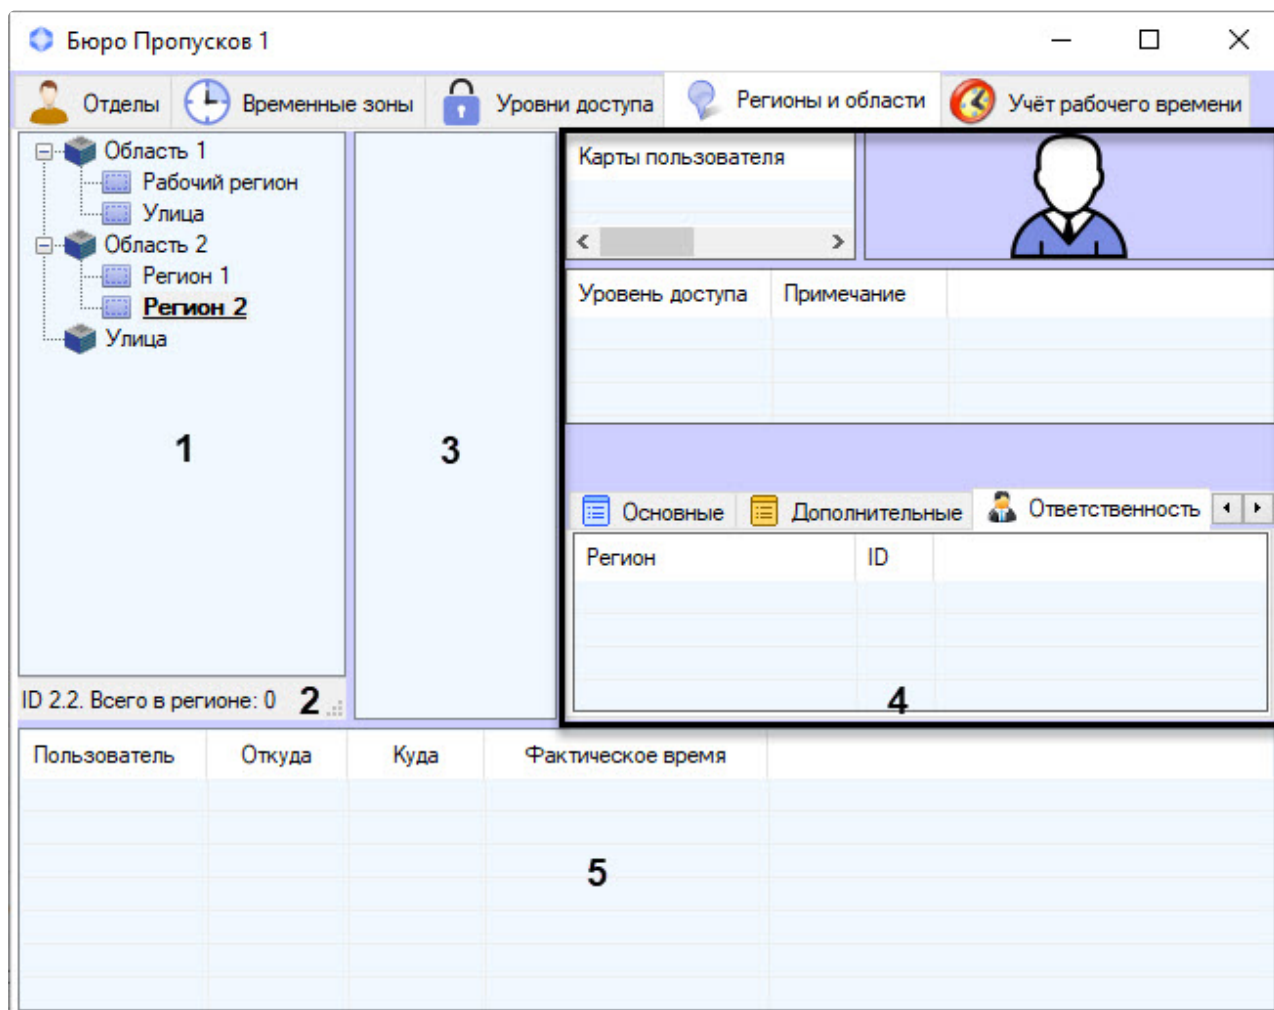 Бюро Пропусков 1
Отделы Временные зоны Уровни доступа Регионы и области Учёт рабочего времени
Область 1
Рабочий регион
Улица
Область 2
Регион 1
Регион 2
Улица
1
ID 2.2. Всего в регионе: 0 2
3
Карты пользователя
Уровень доступа Примечание
Основные Дополнительные Ответственность
Регион ID
4
Пользователь Откуда Куда Фактическое время
5